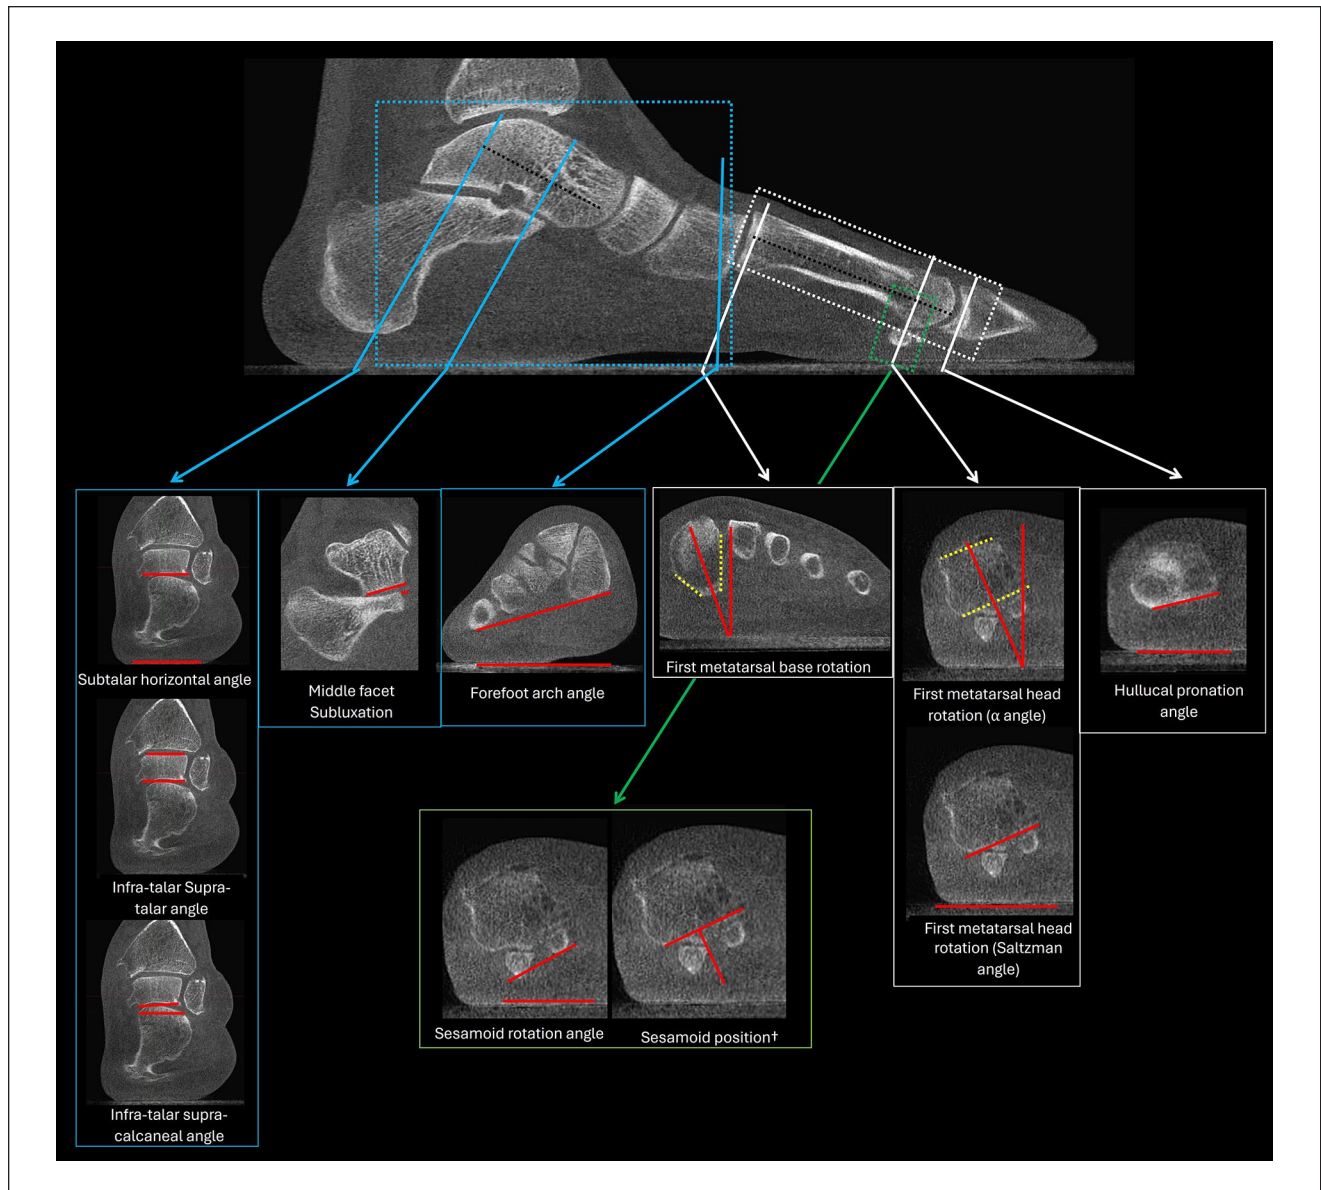 Subtalar horizontal angle
Middle facet
Subluxation
Forefoot arch angle
First metatarsal base rotation
First metatarsal head
rotation (α angle)
Hullucal pronation
angle
Infra-talar Supra-
talar angle
First metatarsal head
rotation (Saltzman
angle)
Sesamoid rotation angle
Sesamoid position†
Infra-talar supra-
calcaneal angle